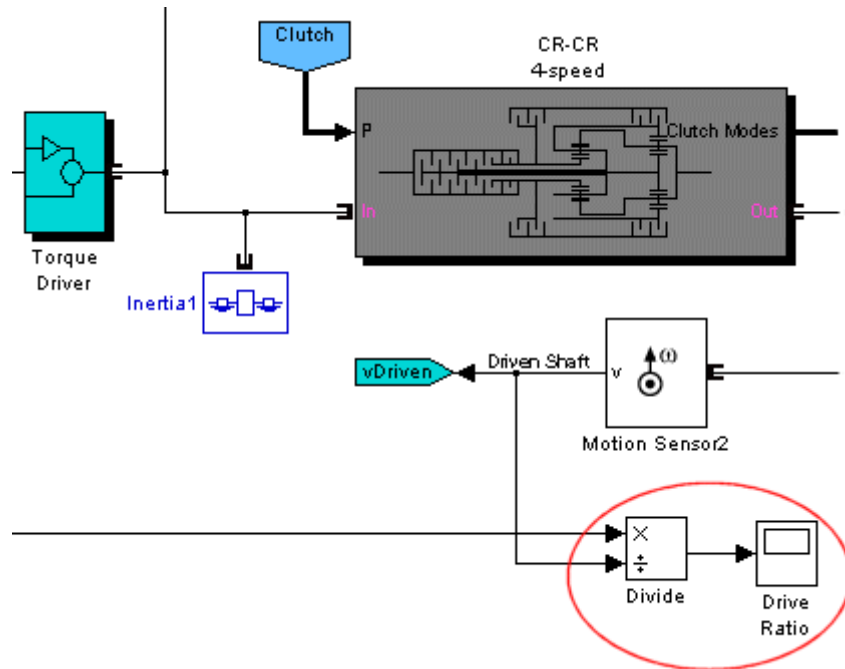 Clutch
CR-CR
4-speed
P
Clutch Modes
In
Out
Torque
Driver
Inertia1
vDriven
Driven Shaft
v
ω
Motion Sensor2
×
÷
Divide
Drive
Ratio